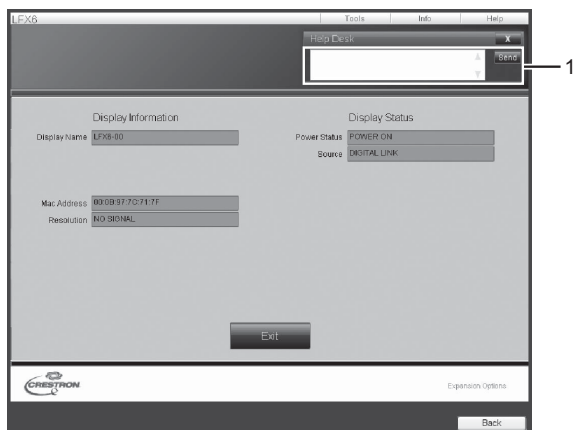 LFX6 Tools Info Help
Help Desk X
Send
1
Display Information Display Status
Display Name LFX6-00 Power Status POWER ON
Source DIGITAL LINK
Mac Address 00:0B:97:7C:71:7F
Resolution NO SIGNAL
Exit
CRESTRON Expansion Options
Back